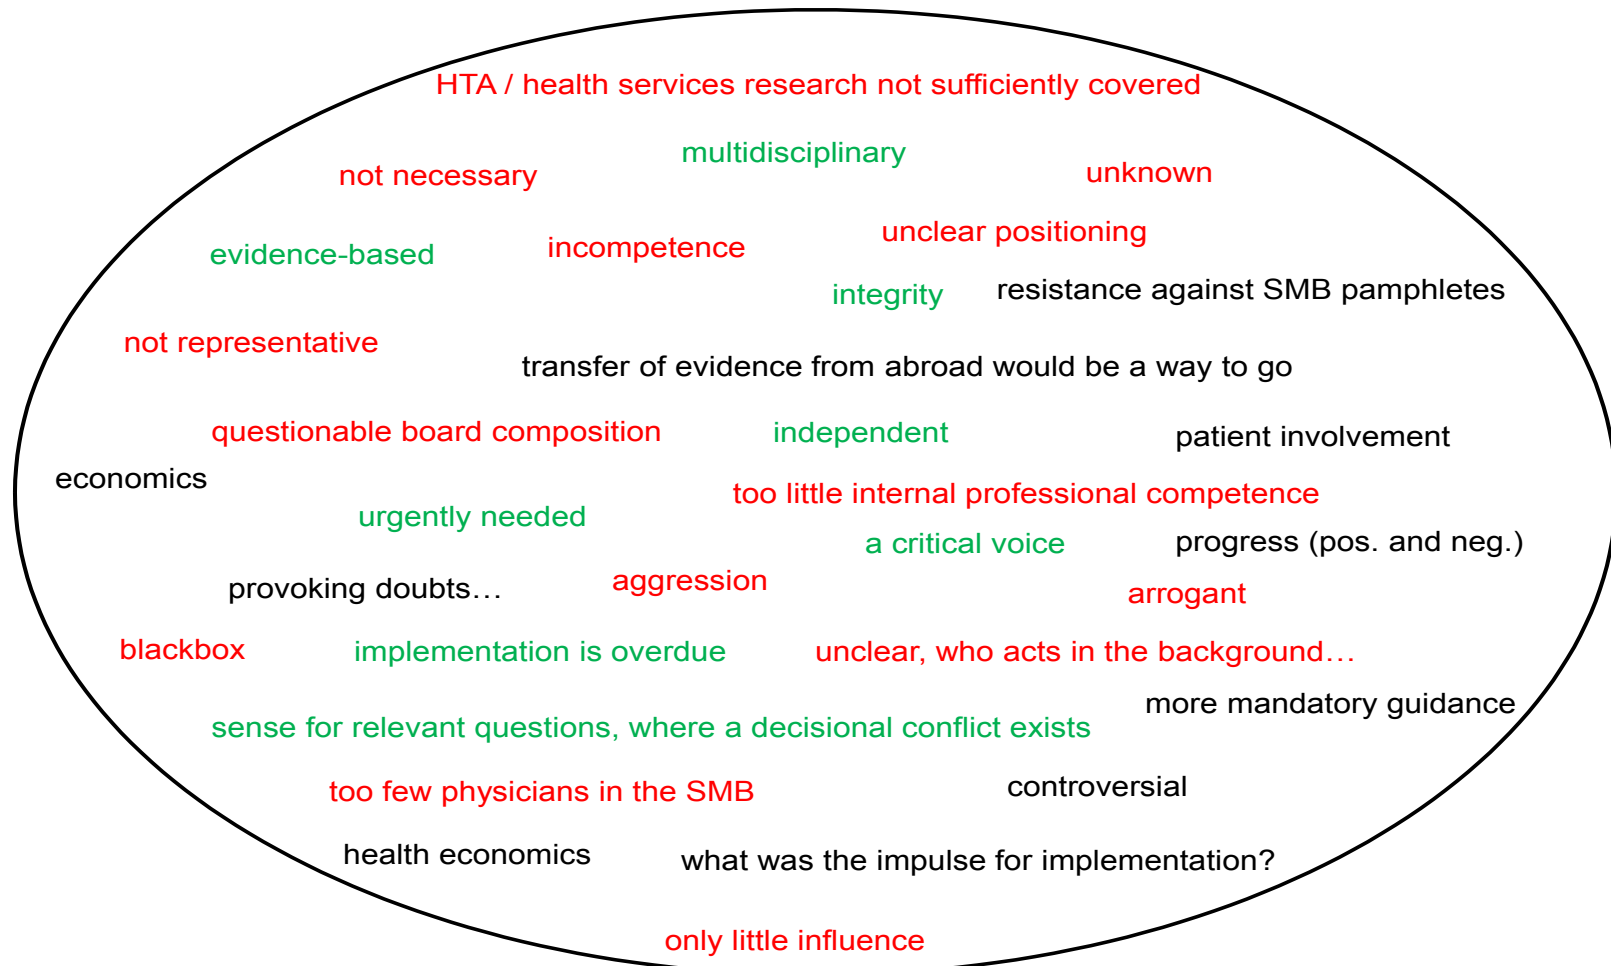 HTA / health services research not sufficiently covered
multidisciplinary
not necessary
unknown
unclear positioning
evidence-based
incompetence
integrity
resistance against SMB pamphletes
not representative
transfer of evidence from abroad would be a way to go
questionable board composition
independent
patient involvement
economics
too little internal professional competence
urgently needed
a critical voice
progress (pos. and neg.)
provoking doubts…
aggression
arrogant
blackbox
implementation is overdue
unclear, who acts in the background…
more mandatory guidance
sense for relevant questions, where a decisional conflict exists
too few physicians in the SMB
controversial
health economics
what was the impulse for implementation?
only little influence